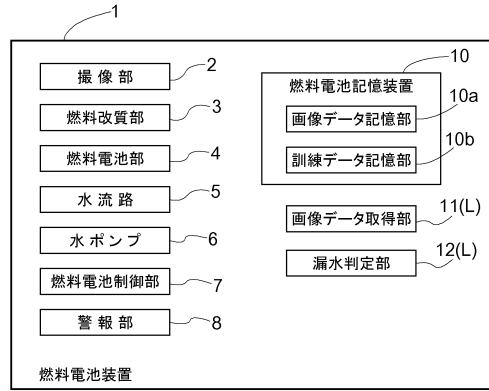 1
撮像部 2
燃料改質部 3
燃料電池部 4
水流路 5
水ポンプ 6
燃料電池制御部 7
警報部 8
10
燃料電池記憶装置
画像データ記憶部 10a
訓練データ記憶部 10b
画像データ取得部 11(L)
漏水判定部 12(L)
燃料電池装置